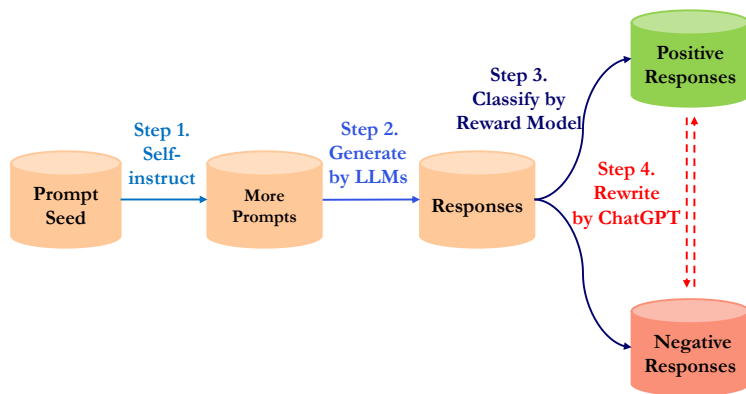 Prompt
Seed
Step 1.
Self-
instruct
More
Prompts
Step 2.
Generate
by LLMs
Responses
Step 3.
Classify by
Reward Model
Positive
Responses
Step 4.
Rewrite
by ChatGPT
Negative
Responses